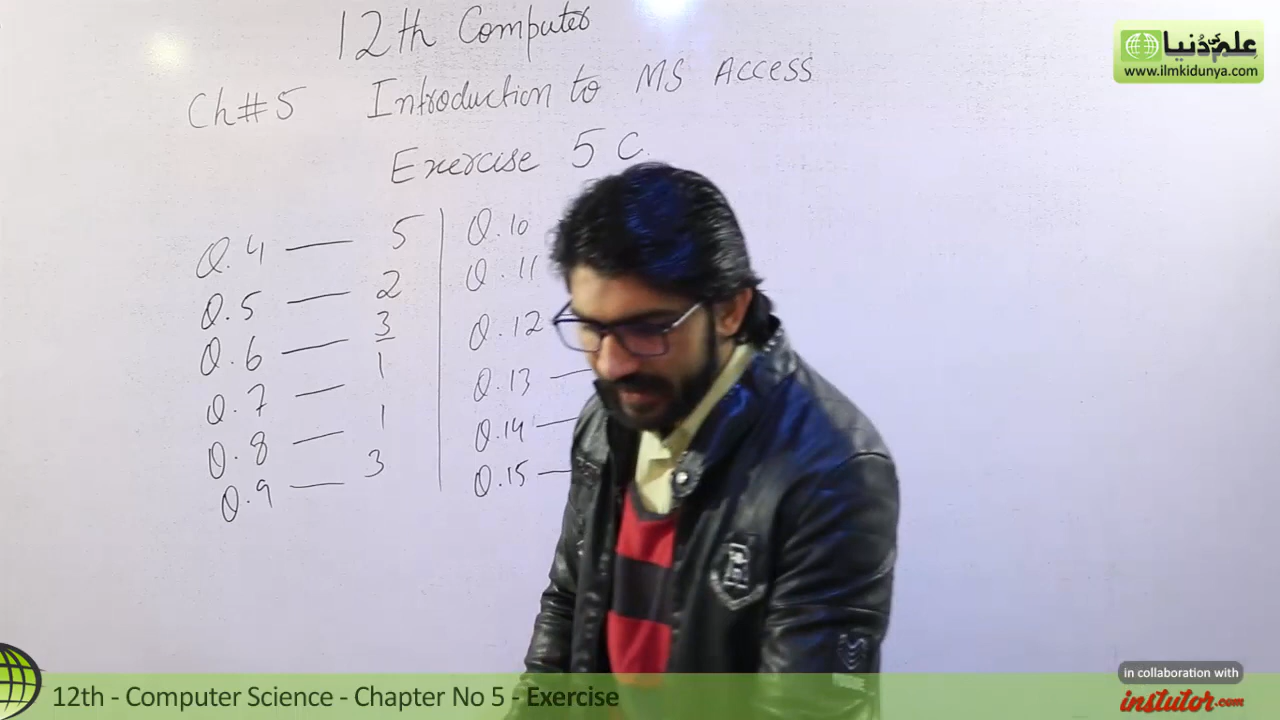 12th Computer
Ch#5 Introduction to MS Access
Exercise 5C
Q.4 — 5
Q.5 — 2
Q.6 — 3
Q.7 — 1
Q.8 — 1
Q.9 — 3
Q.10
Q.11
Q.12
Q.13 —
Q.14 —
Q.15 —
علم کی دنیا
www.ilmkidunya.com
12th - Computer Science - Chapter No 5 - Exercise
in collaboration with
instutor.com